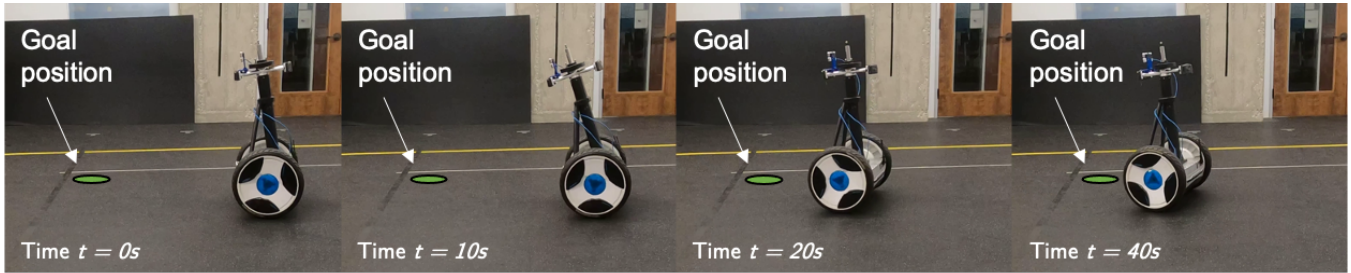 Goal
position
Time t = 0s
Goal
position
Time t = 10s
Goal
position
Time t = 20s
Goal
position
Time t = 40s